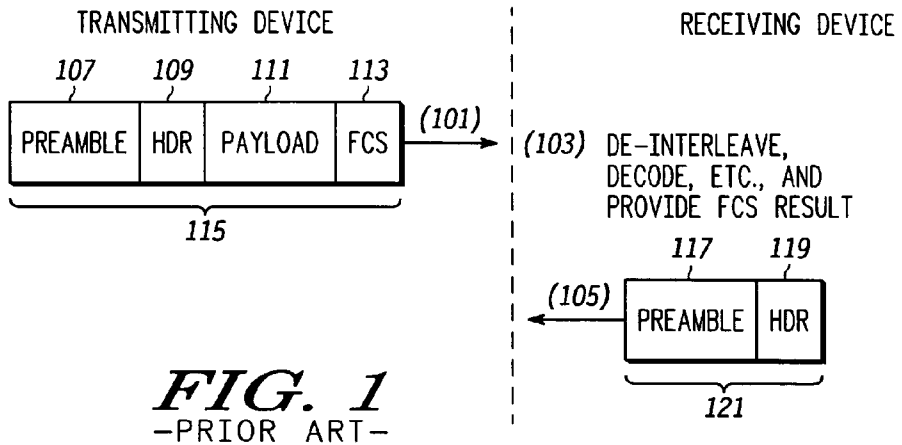 TRANSMITTING DEVICE
RECEIVING DEVICE
107 109 111 113
PREAMBLE HDR PAYLOAD FCS
(101)
115
(103) DE-INTERLEAVE,
DECODE, ETC., AND
PROVIDE FCS RESULT
117 119
(105)
PREAMBLE HDR
121
FIG. 1
-PRIOR ART-